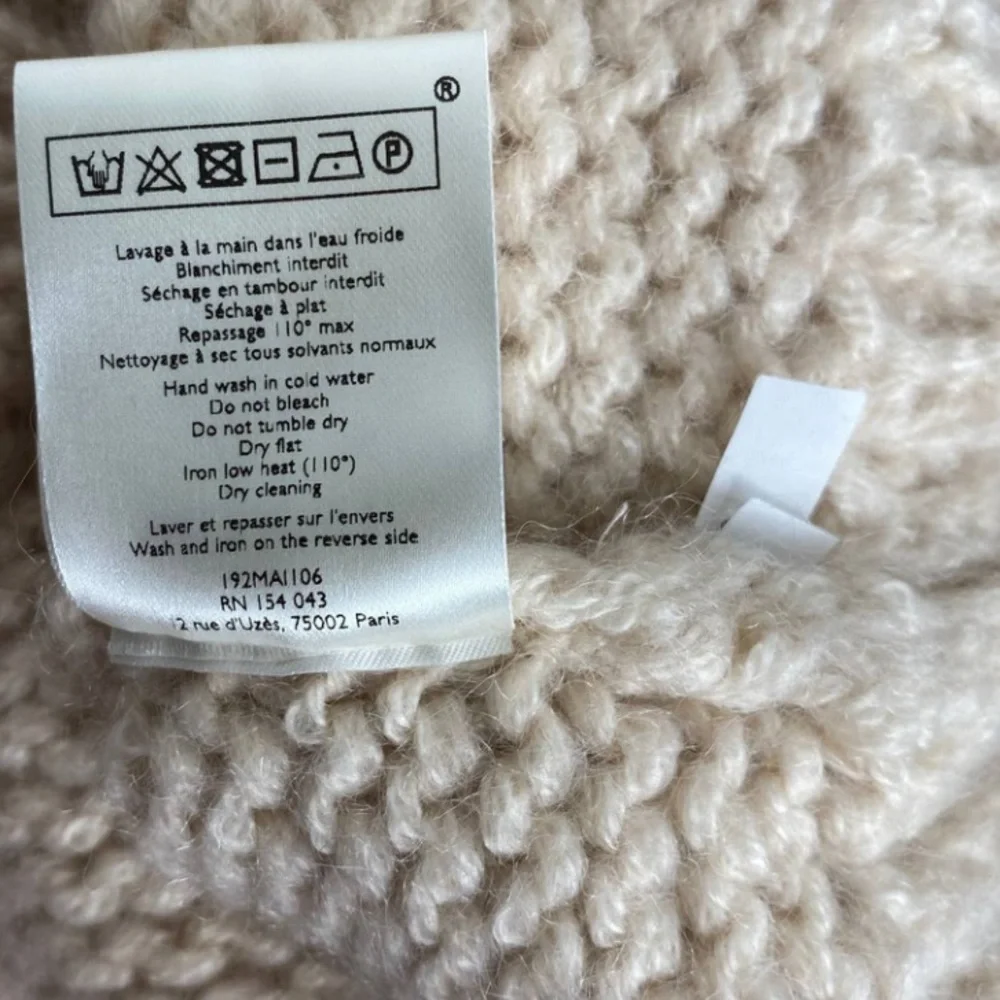 ®
P
Lavage à la main dans l'eau froide
Blanchiment interdit
Séchage en tambour interdit
Séchage à plat
Repassage 110° max
Nettoyage à sec tous solvants normaux
Hand wash in cold water
Do not bleach
Do not tumble dry
Dry flat
Iron low heat (110°)
Dry cleaning
Laver et repasser sur l'envers
Wash and iron on the reverse side
192MAI106
RN 154 043
12 rue d'Uzès, 75002 Paris